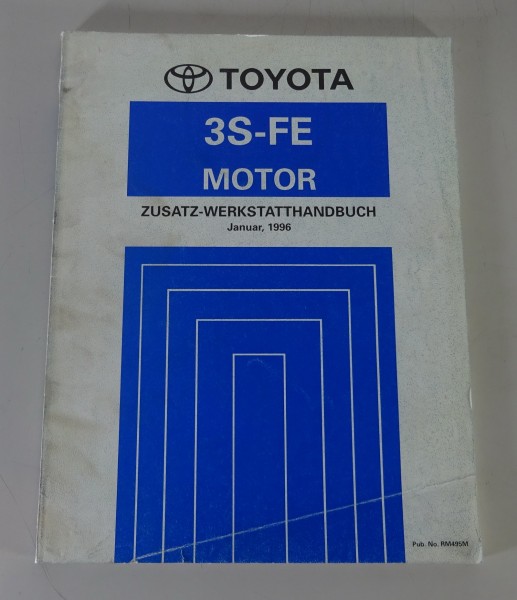 TOYOTA
3S-FE
MOTOR
ZUSATZ-WERKSTATTHANDBUCH
Januar, 1996
Pub. No. RM495M